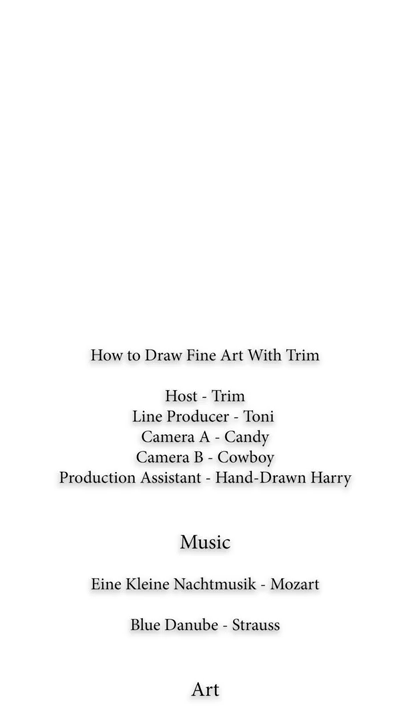 How to Draw Fine Art With Trim
Host - Trim
Line Producer - Toni
Camera A - Candy
Camera B - Cowboy
Production Assistant - Hand-Drawn Harry
Music
Eine Kleine Nachtmusik - Mozart
Blue Danube - Strauss
Art